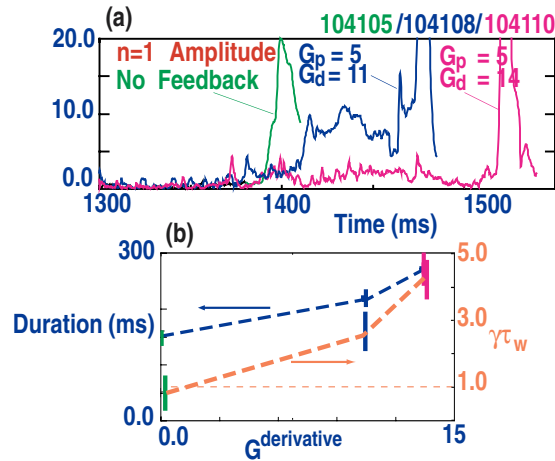 (a)
104105/104108/104110
20.0
n=1 Amplitude
Gp = 5
Gp = 5
No Feedback
Gd = 11
Gd = 14
10.0
0.0
1300
1400
1500
Time (ms)
(b)
300
5.0
Duration (ms)
3.0
γτw
1.0
0.0
0.0
15
Gderivative